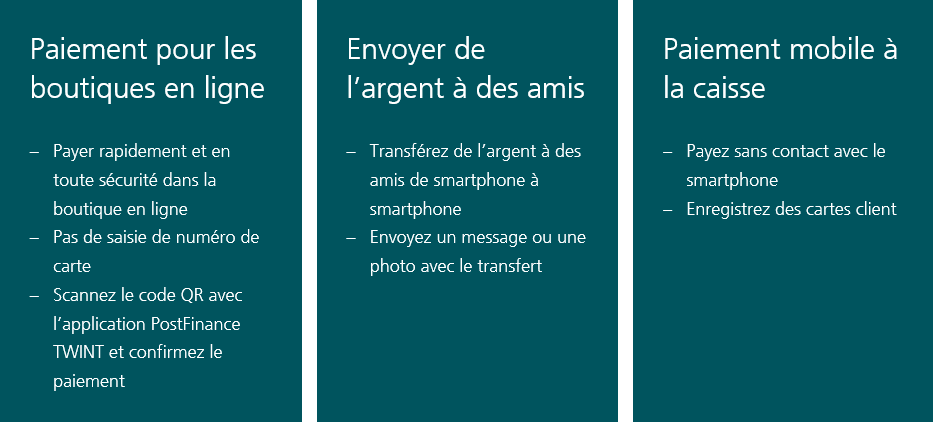 Paiement pour les
boutiques en ligne
– Payer rapidement et en
toute sécurité dans la
boutique en ligne
– Pas de saisie de numéro de
carte
– Scannez le code QR avec
l’application PostFinance
TWINT et confirmez le
paiement
Envoyer de
l’argent à des amis
– Transférez de l’argent à des
amis de smartphone à
smartphone
– Envoyez un message ou une
photo avec le transfert
Paiement mobile à
la caisse
– Payez sans contact avec le
smartphone
– Enregistrez des cartes client